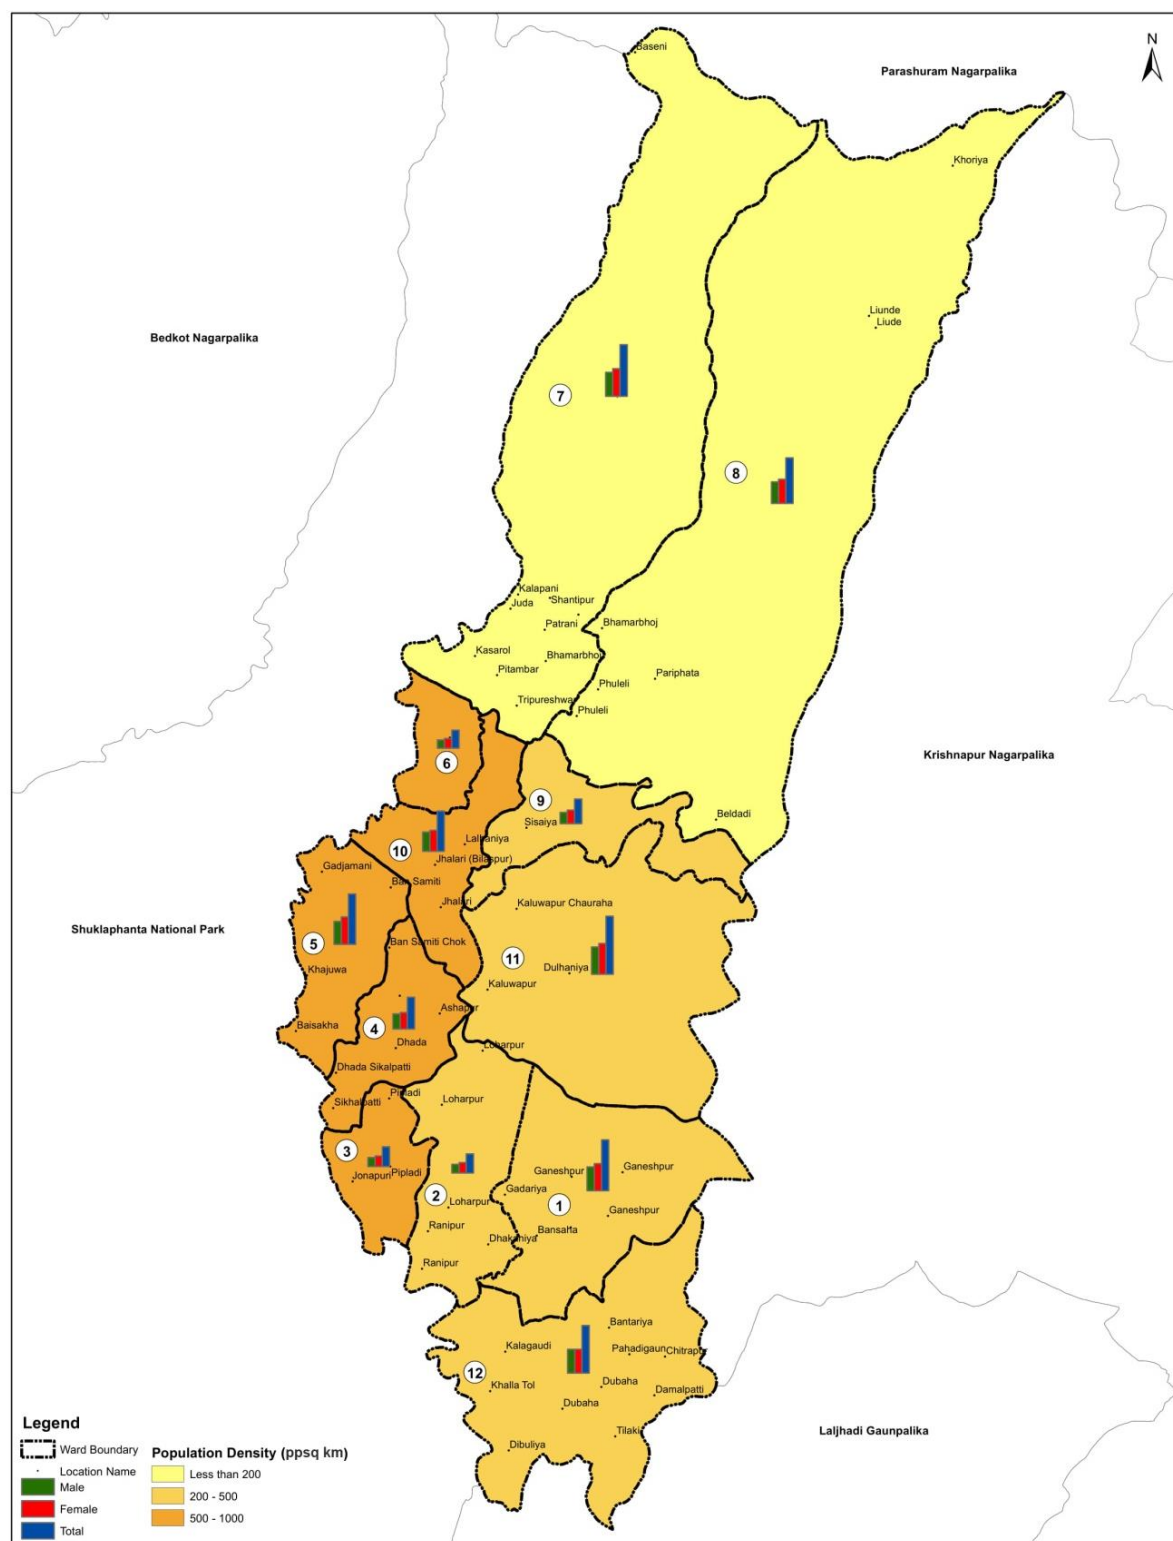 N
Baseni
Parashuram Nagarpalika
Khoriya
Liunde
Liude
Bedkot Nagarpalika
7
8
Kalapani
Shantipur
Juda
Patrani
Bhamarbhoj
Kasarol
Bhamarbhoj
Pitambar
Pariphata
Phuleli
Tripureshwar
Phuleli
6
Krishnapur Nagarpalika
9
Sisaiya
Beldadi
Lalhaniya
10
Jhalari (Bilaspur)
Gadjamani
Ban Samiti
Jhalari
Kaluwapur Chauraha
Shuklaphanta National Park
5
Ban Samiti Chok
11
Khajuwa
Dulhaniya
Kaluwapur
Ashapur
Baisakha
4
Dhada
Loharpur
Dhada Sikalpatti
Pipladi
Sikhalpatti
Loharpur
3
Jonapuri
Pipladi
Ganeshpur
Ganeshpur
2
Gadariya
Loharpur
1
Ganeshpur
Ranipur
Bansaha
Dhakaniya
Ranipur
Bantariya
Kalagaudi
Pahadigaun
Chitrapur
12
Khalla Tol
Dubaha
Damalpatti
Dubaha
Tilaki
Laljhadi Gaunpalika
Dibuliya
Legend
Ward Boundary
Location Name
Male
Female
Total
Population Density (ppsq km)
Less than 200
200 - 500
500 - 1000